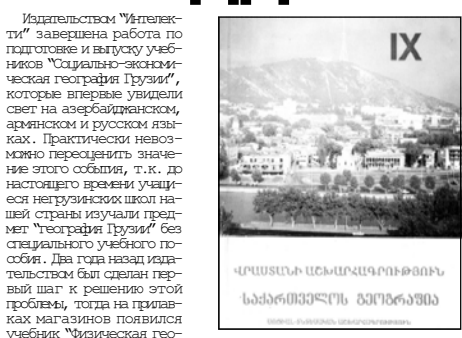 Издательством "Интелек-
ти" завершена работа по
подготовке и выпуску учеб-
ников "Социально-экономи-
ческая география Грузии",
которые впервые увидели
свет на азербайджанском,
армянском и русском язы-
ках. Практически невоз-
можно переоценить значе-
ние этого события, т.к. до
настоящего времени учащи-
еся негрузинских школ на-
шей страны изучали пред-
мет "география Грузии" без
специального учебного по-
собия. Два года назад изда-
тельством был сделан пер-
вый шаг к решению этой
проблемы, тогда на прилав-
ках магазинов появился
учебник "Физическая гео-
IX
ՎՐԱՍՏԱՆԻ ԱՇԽԱՐՀԱԳՐՈՒԹՅՈՒՆ
ᲡᲐᲥᲐᲠᲗᲕᲔᲚᲝᲡ ᲒᲔᲝᲒᲠᲐᲤᲘᲐ